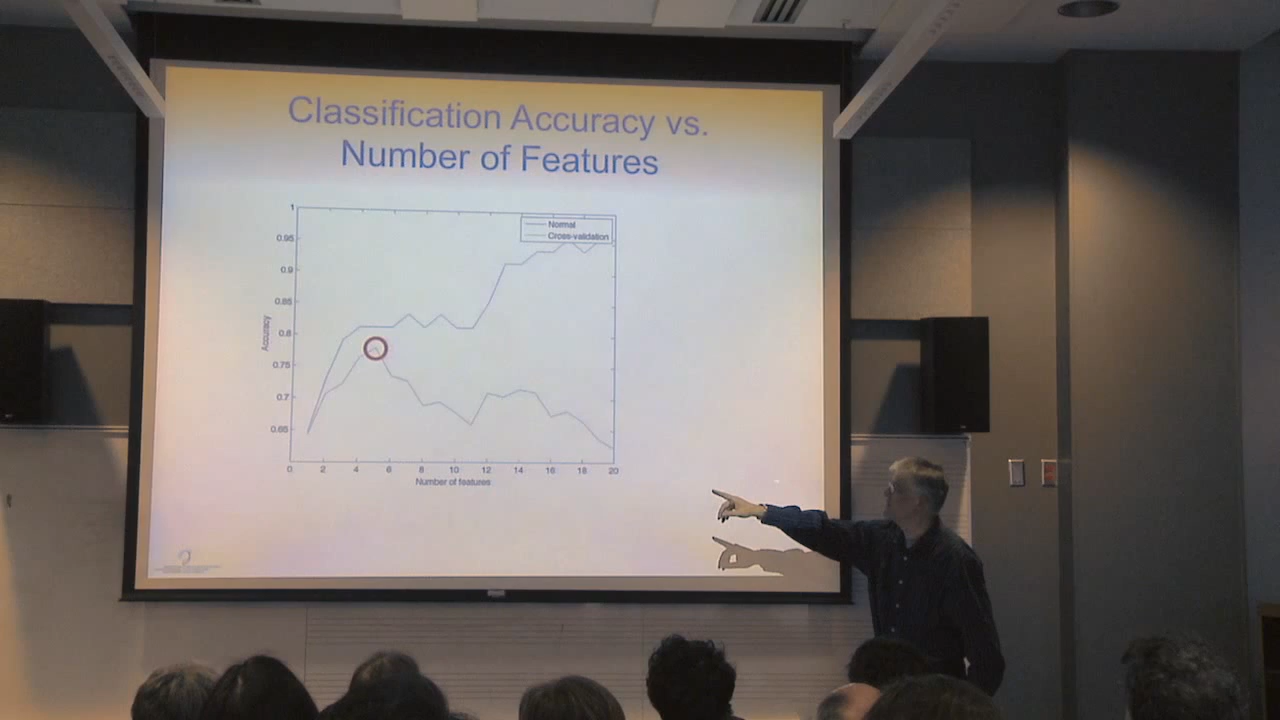 Classification Accuracy vs.
Number of Features
1
0.95
0.9
0.85
0.8
0.75
0.7
0.65
Accuracy
Normal
Cross-validation
0 2 4 6 8 10 12 14 16 18 20
Number of features